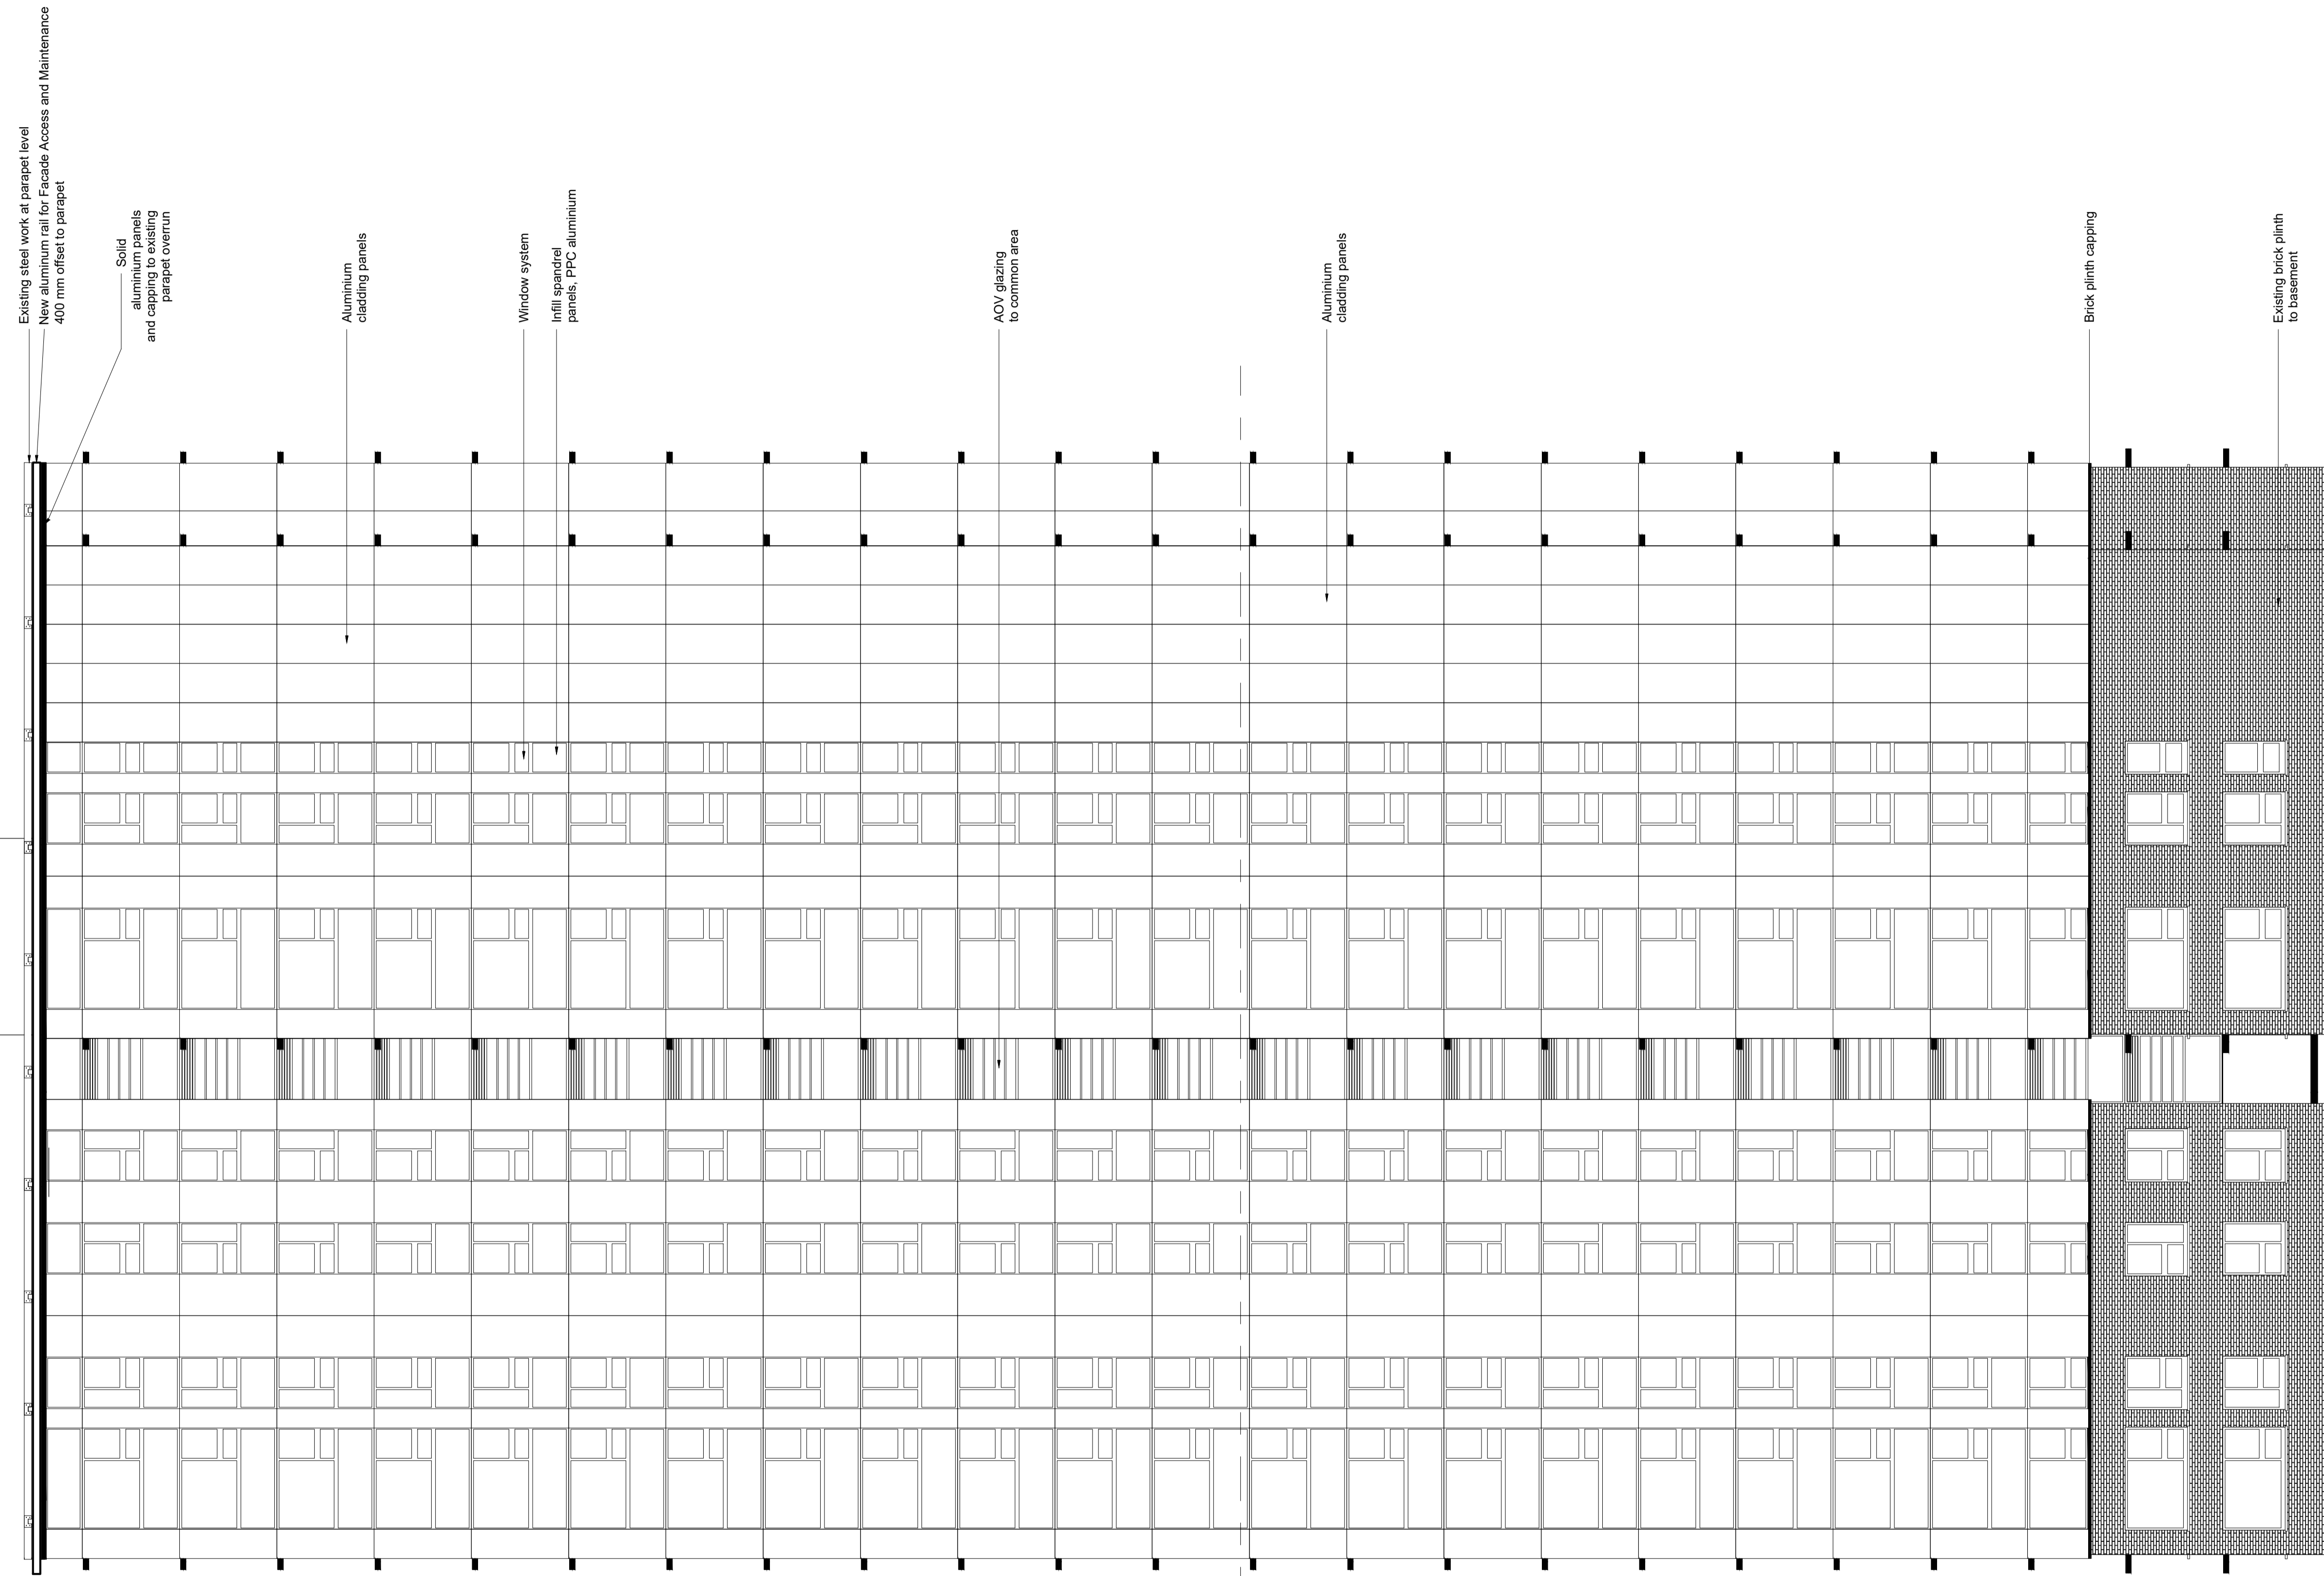 Existing steel work at parapet level
New aluminum rail for Facade Access and Maintenance
400 mm offset to parapet
Solid
aluminium panels
and capping to existing
parapet overrun
Aluminium
cladding panels
Window system
Infill spandrel
panels, PPC aluminium
AOV glazing
to common area
Aluminium
cladding panels
Brick plinth capping
Existing brick plinth
to basement